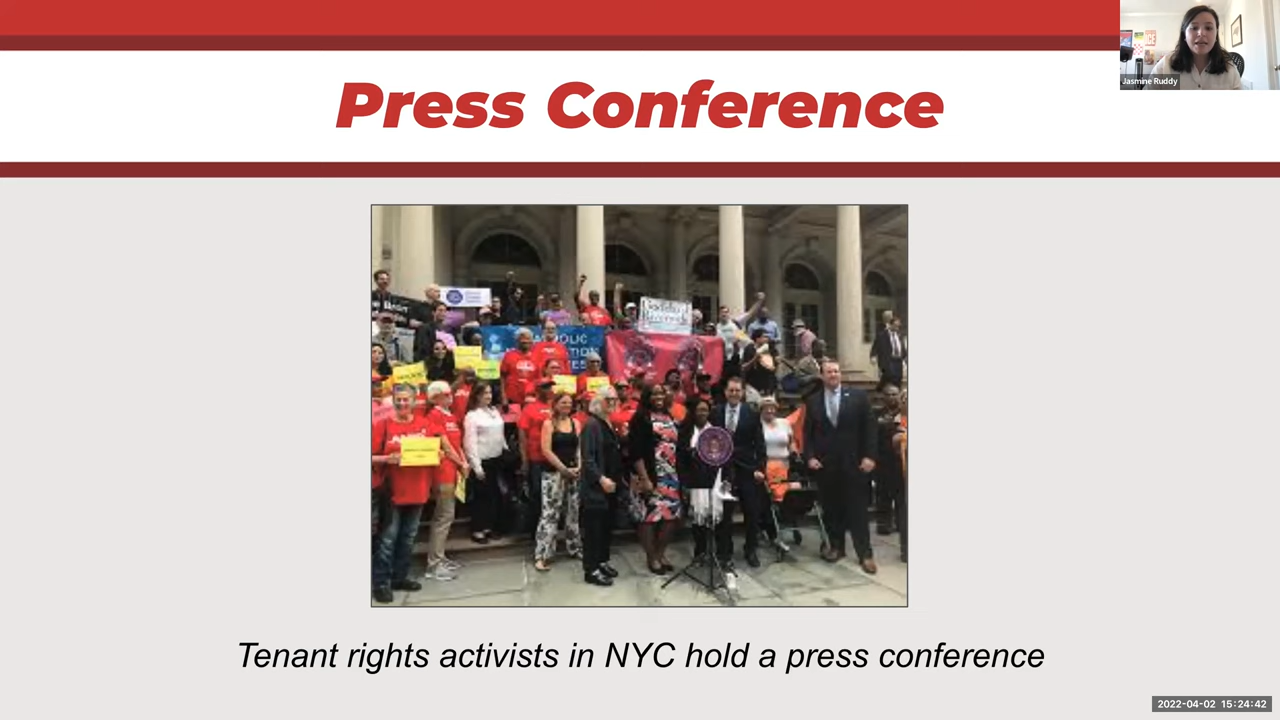 Jasmine Ruddy
Press Conference
Tenant rights activists in NYC hold a press conference
2022-04-02 15:24:42